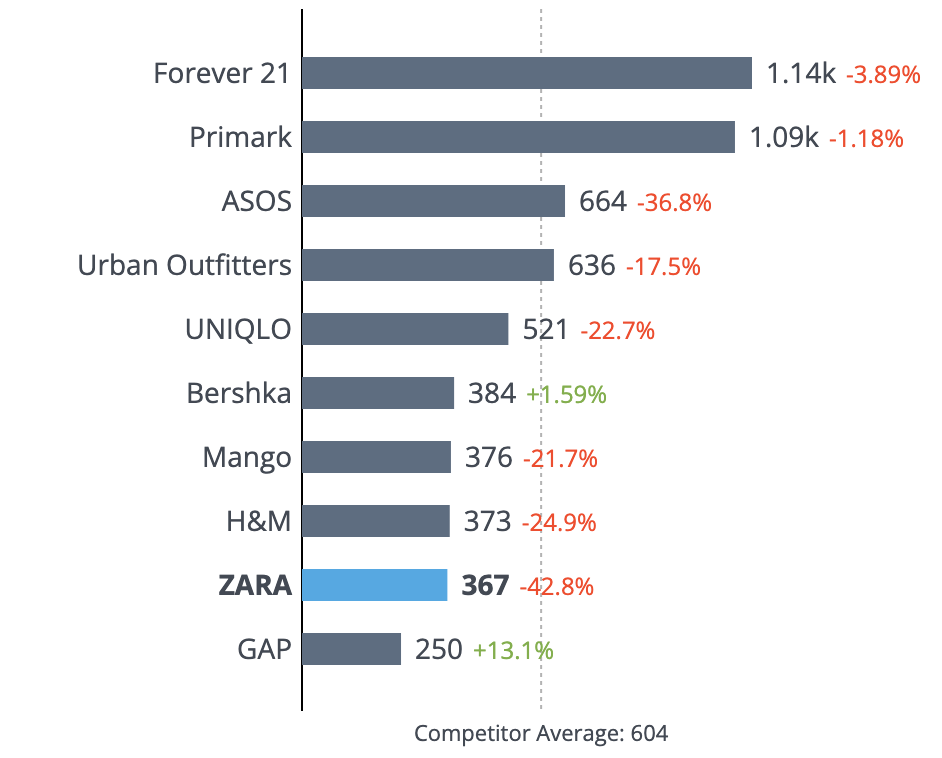 Forever 21 1.14k -3.89%
Primark 1.09k -1.18%
ASOS 664 -36.8%
Urban Outfitters 636 -17.5%
UNIQLO 521 -22.7%
Bershka 384 +1.59%
Mango 376 -21.7%
H&M 373 -24.9%
ZARA 367 -42.8%
GAP 250 +13.1%
Competitor Average: 604